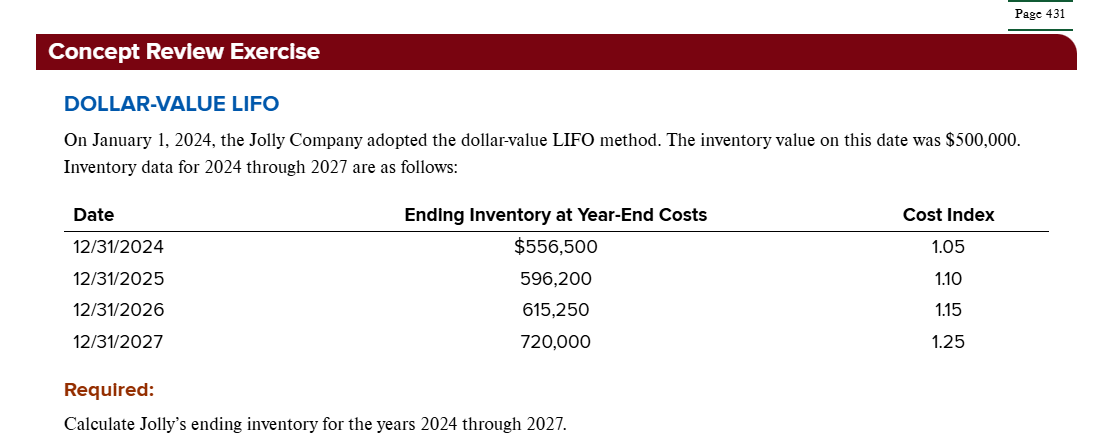 Page 431
Concept Review Exercise
DOLLAR-VALUE LIFO
On January 1, 2024, the Jolly Company adopted the dollar-value LIFO method. The inventory value on this date was $500,000.
Inventory data for 2024 through 2027 are as follows:
Date Ending Inventory at Year-End Costs Cost Index
12/31/2024 $556,500 1.05
12/31/2025 596,200 1.10
12/31/2026 615,250 1.15
12/31/2027 720,000 1.25
Required:
Calculate Jolly’s ending inventory for the years 2024 through 2027.